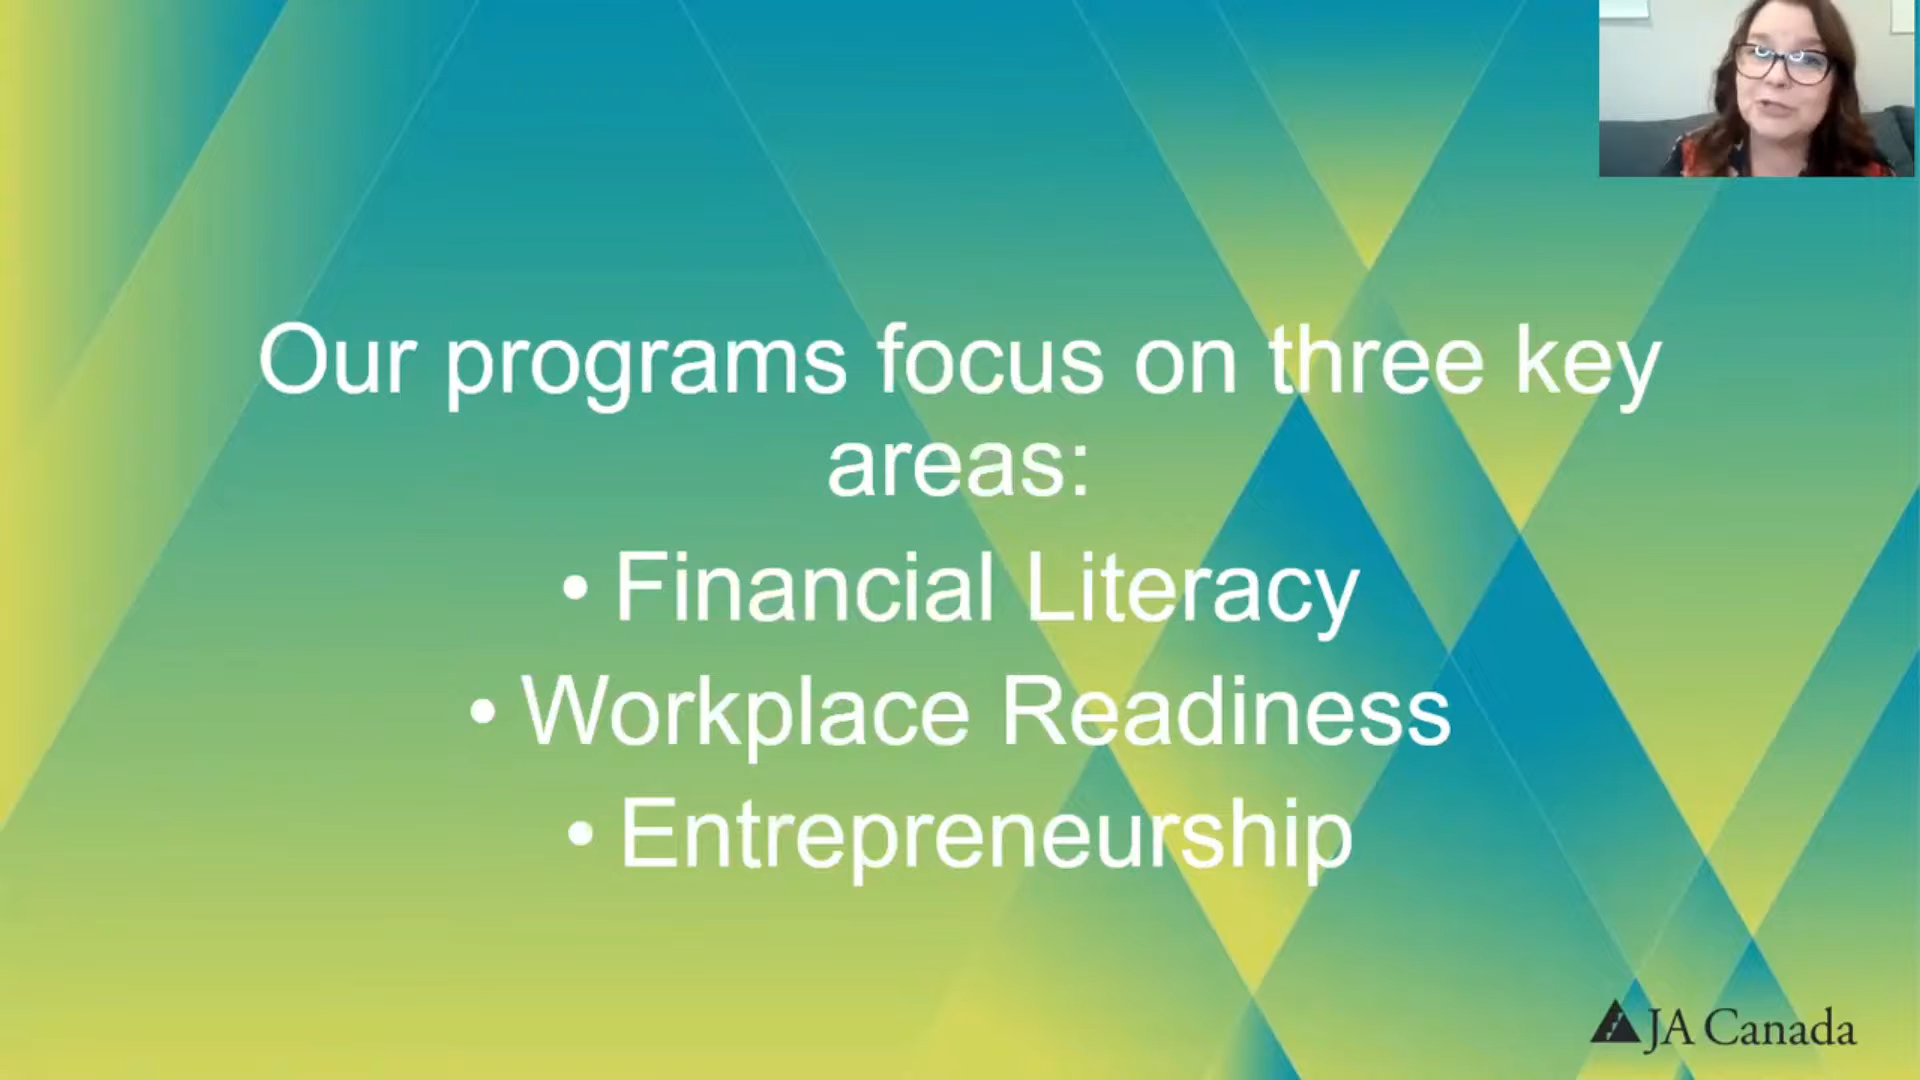 Our programs focus on three key
areas:
• Financial Literacy
• Workplace Readiness
• Entrepreneurship
JA Canada